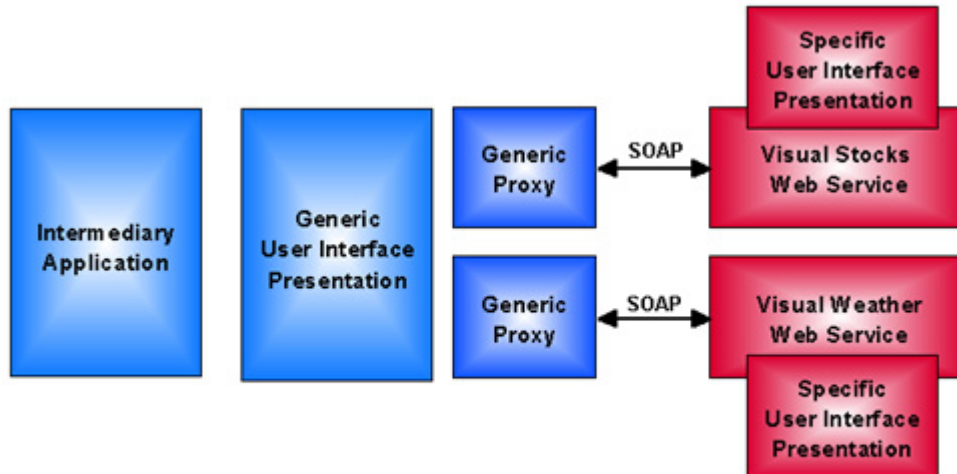 Intermediary
Application
Generic
User Interface
Presentation
Generic
Proxy
SOAP
Specific
User Interface
Presentation
Visual Stocks
Web Service
Generic
Proxy
SOAP
Visual Weather
Web Service
Specific
User Interface
Presentation